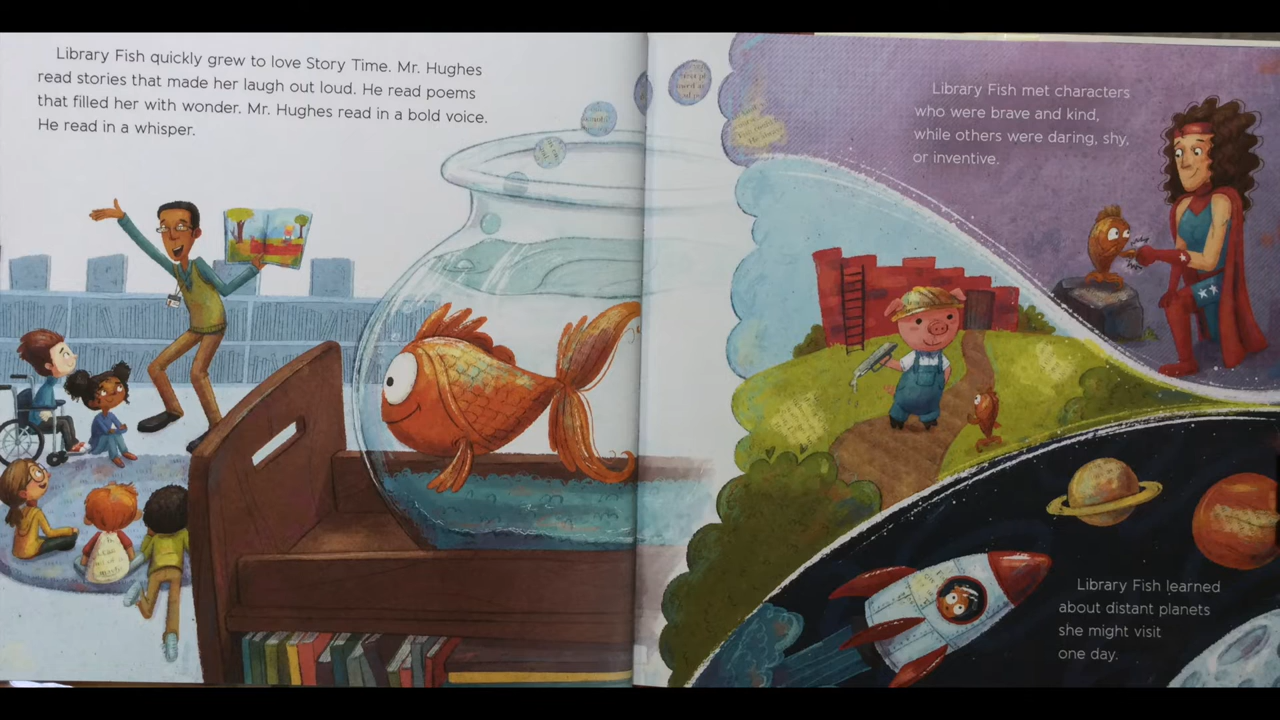 Library Fish quickly grew to love Story Time. Mr. Hughes
read stories that made her laugh out loud. He read poems
that filled her with wonder. Mr. Hughes read in a bold voice.
He read in a whisper.
Library Fish met characters
who were brave and kind,
while others were daring, shy,
or inventive.
Library Fish learned
about distant planets
she might visit
one day.